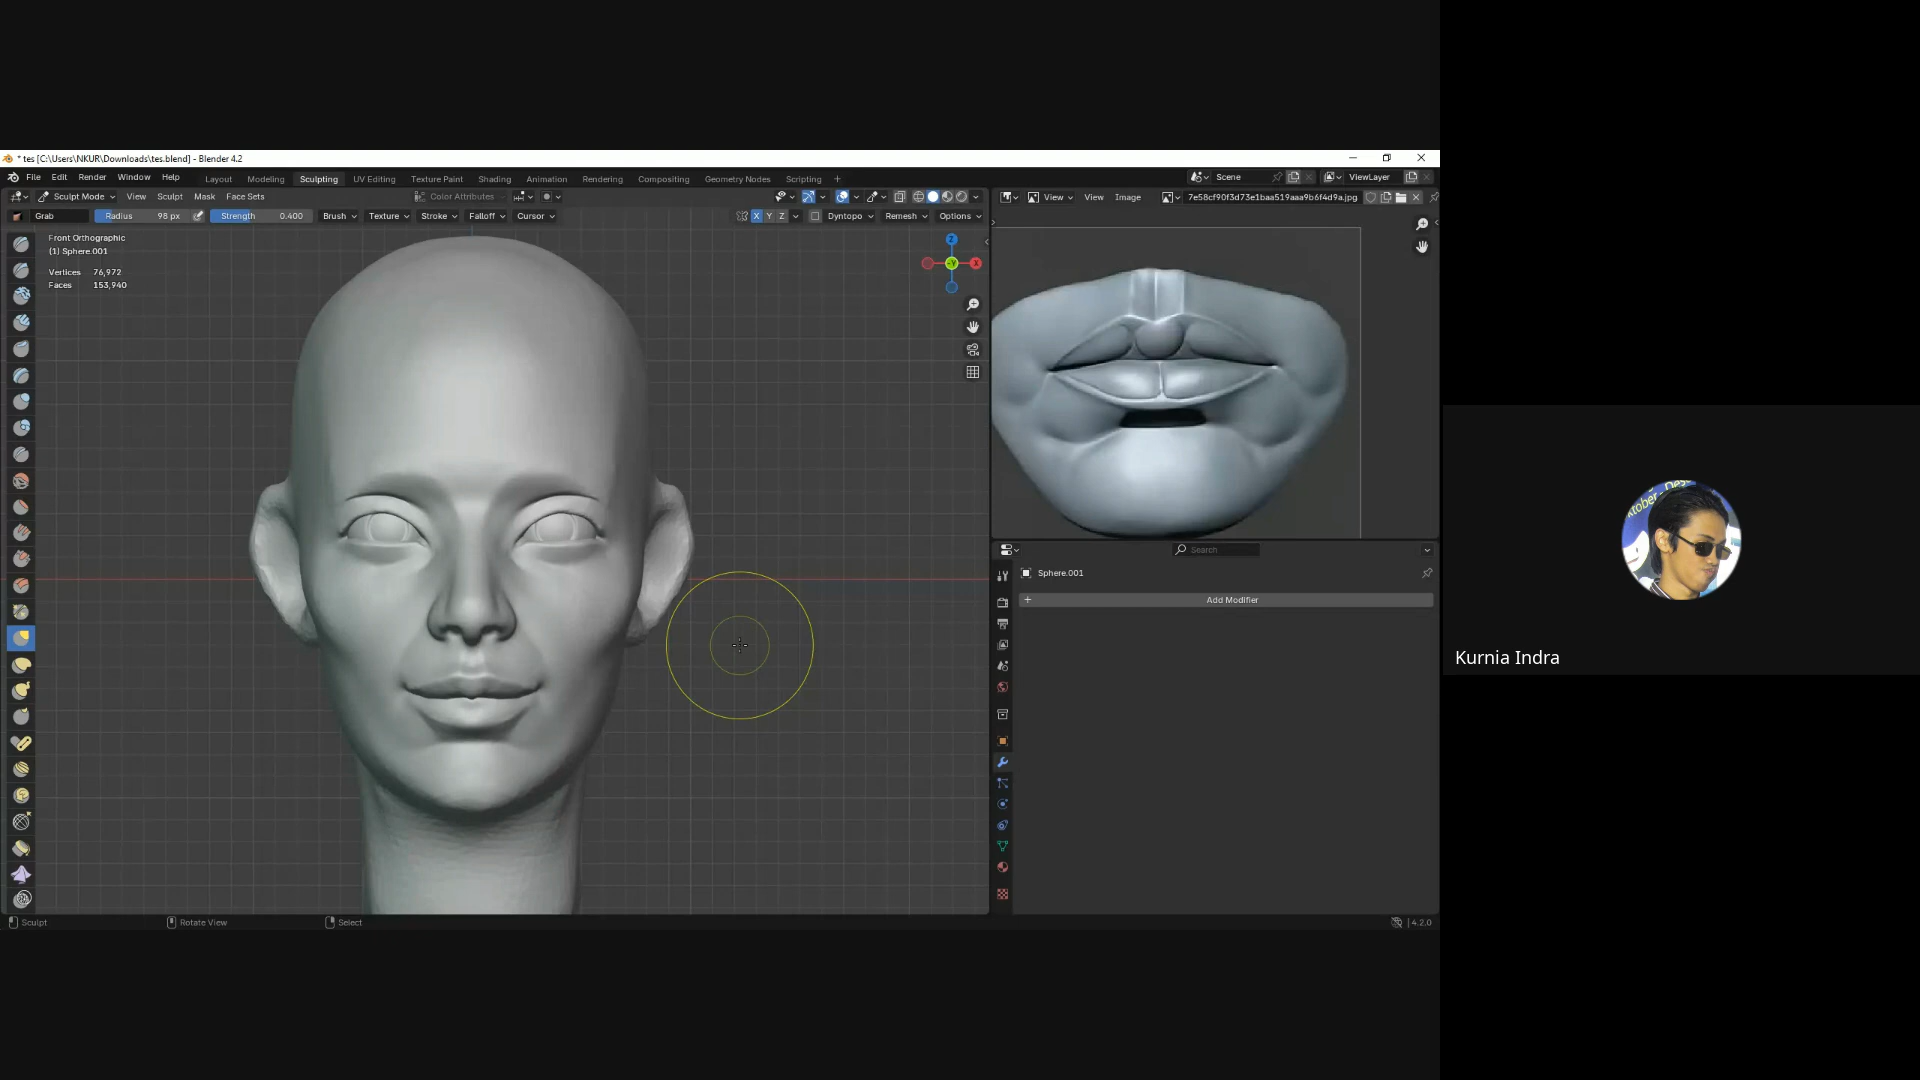 * tes [C:\Users\NKUR\Downloads\tes.blend] - Blender 4.2
File Edit Render Window Help Layout Modeling Sculpting UV Editing Texture Paint Shading Animation Rendering Compositing Geometry Nodes Scripting + Scene ViewLayer
Sculpt Mode View Sculpt Mask Face Sets Color Attributes View View Image 7e58cf90f3d73e1baa519aaa9b6f4d9a.jpg
Grab Radius 98 px Strength 0.400 Brush Texture Stroke Falloff Cursor X Y Z Dyntopo Remesh Options
Front Orthographic
(1) Sphere.001
Vertices 76,972
Faces 153,940
Z
-Y X
Search
Sphere.001
+ Add Modifier
Sculpt Rotate View Select 4.2.0
Kurnia Indra